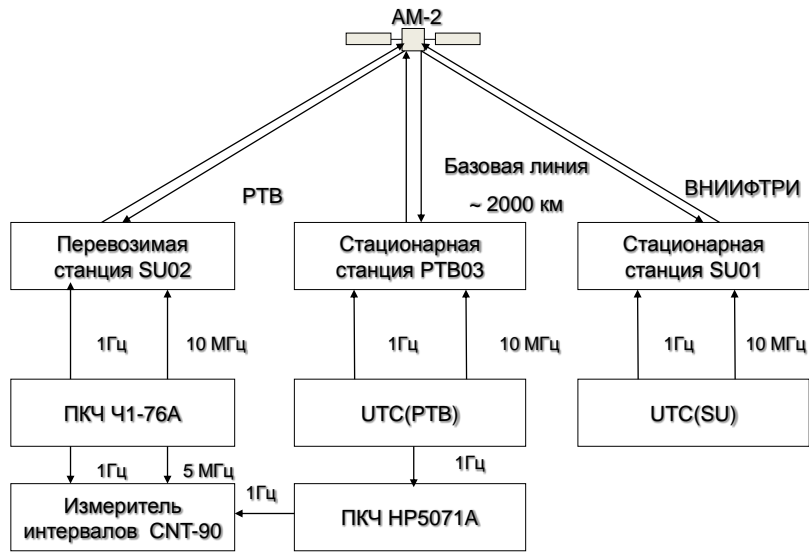 АМ-2
РТВ
Базовая линия
~ 2000 км
ВНИИФТРИ
Перевозимая
станция SU02
Стационарная
станция PTB03
Стационарная
станция SU01
1Гц
10 МГц
1Гц
10 МГц
1Гц
10 МГц
ПКЧ Ч1-76А
UTC(PTB)
UTC(SU)
1Гц
5 МГц
1Гц
1Гц
Измеритель
интервалов CNT-90
ПКЧ HP5071A